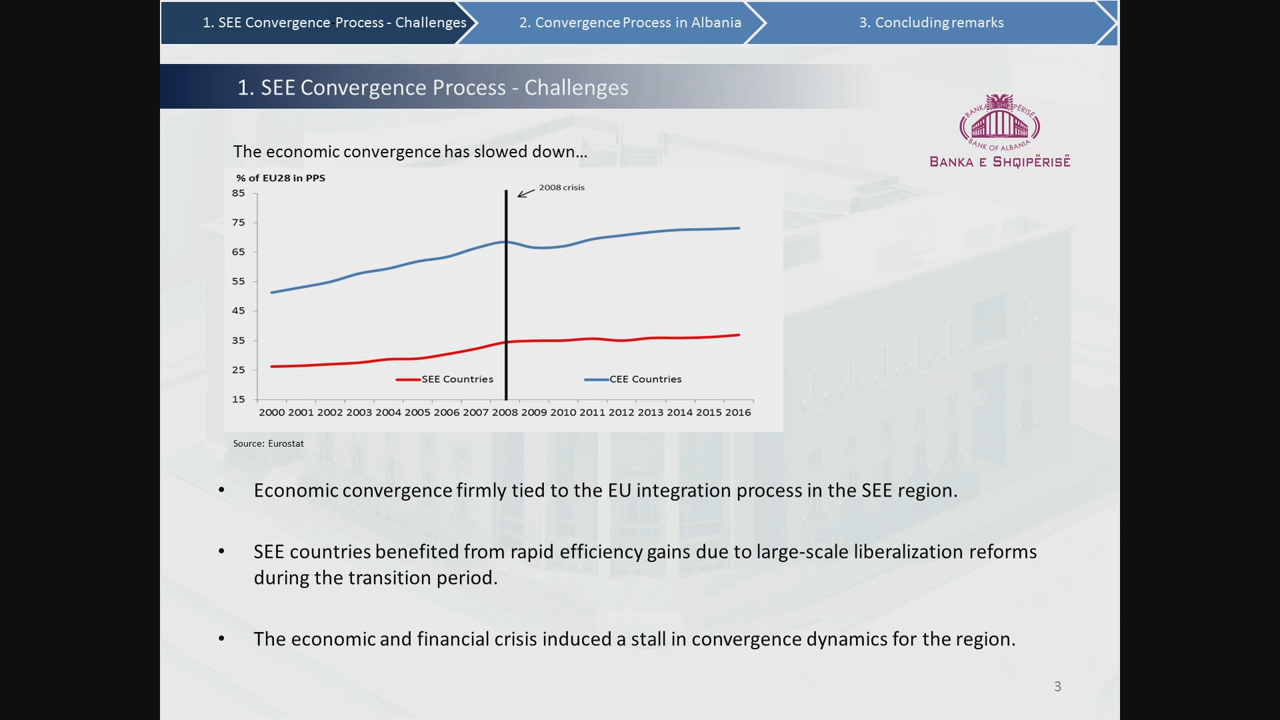 1. SEE Convergence Process - Challenges
2. Convergence Process in Albania
3. Concluding remarks
1. SEE Convergence Process - Challenges
BANKA E SHQIPËRISË
BANK OF ALBANIA
BANKA E SHQIPËRISË
The economic convergence has slowed down…
% of EU28 in PPS
2008 crisis
85
75
65
55
45
35
25
15
SEE Countries
CEE Countries
2000 2001 2002 2003 2004 2005 2006 2007 2008 2009 2010 2011 2012 2013 2014 2015 2016
Source: Eurostat
• Economic convergence firmly tied to the EU integration process in the SEE region.
• SEE countries benefited from rapid efficiency gains due to large-scale liberalization reforms
during the transition period.
• The economic and financial crisis induced a stall in convergence dynamics for the region.
3